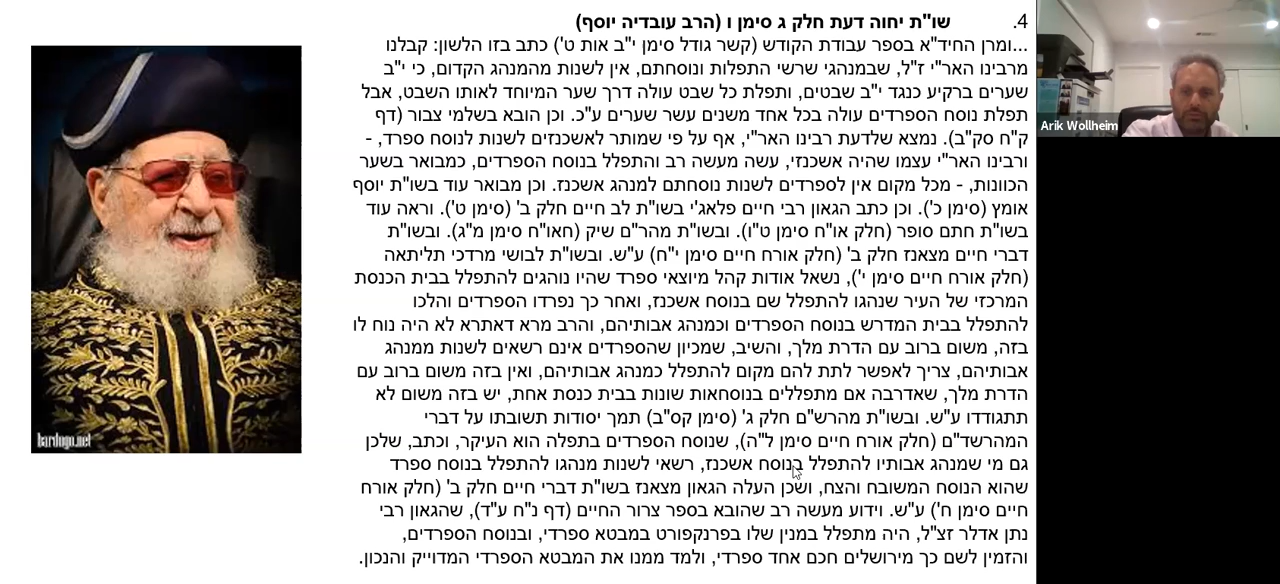 4. שו"ת יחוה דעת חלק ג סימן ו (הרב עובדיה יוסף)
...ומרן החיד"א בספר עבודת הקודש (קשר גודל סימן י"ב אות ט') כתב בזו הלשון: קבלנו
מרבינו האר"י ז"ל, שבמנהגי שרשי התפלות ונוסחתם, אין לשנות מהמנהג הקדום, כי י"ב
שערים ברקיע כנגד י"ב שבטים, ותפלת כל שבט עולה דרך שער המיוחד לאותו השבט, אבל
תפלת נוסח הספרדים עולה בכל אחד משנים עשר שערים ע"כ. וכן הובא בשלמי צבור (דף
ק"ח סק"ב). נמצא שלדעת רבינו האר"י, אף על פי שמותר לאשכנזים לשנות לנוסח ספרד, -
ורבינו האר"י עצמו שהיה אשכנזי, עשה מעשה רב והתפלל בנוסח הספרדים, כמבואר בשער
הכוונות, - מכל מקום אין לספרדים לשנות נוסחתם למנהג אשכנז. וכן מבואר עוד בשו"ת יוסף
אומץ (סימן כ'). וכן כתב הגאון רבי חיים פלאג'י בשו"ת לב חיים חלק ב' (סימן ט'). וראה עוד
בשו"ת חתם סופר (חלק או"ח סימן ט"ו). ובשו"ת מהר"ם שיק (חאו"ח סימן מ"ג). ובשו"ת
דברי חיים מצאנז חלק ב' (חלק אורח חיים סימן י"ח) ע"ש. ובשו"ת לבושי מרדכי תליתאה
(חלק אורח חיים סימן י'), נשאל אודות קהל מיוצאי ספרד שהיו נוהגים להתפלל בבית הכנסת
המרכזי של העיר שנהגו להתפלל שם בנוסח אשכנז, ואחר כך נפרדו הספרדים והלכו
להתפלל בבית המדרש בנוסח הספרדים וכמנהג אבותיהם, והרב מרא דאתרא לא היה נוח לו
בזה, משום ברוב עם הדרת מלך, והשיב, שמכיון שהספרדים אינם רשאים לשנות ממנהג
אבותיהם, צריך לאפשר לתת להם מקום להתפלל כמנהג אבותיהם, ואין בזה משום ברוב עם
הדרת מלך, שאדרבה אם מתפללים בנוסחאות שונות בבית כנסת אחת, יש בזה משום לא
תתגודדו ע"ש. ובשו"ת מהרש"ם חלק ג' (סימן קס"ב) תמך יסודות תשובתו על דברי
המהרשד"ם (חלק אורח חיים סימן ל"ה), שנוסח הספרדים בתפלה הוא העיקר, וכתב, שלכן
גם מי שמנהג אבותיו להתפלל בנוסח אשכנז, רשאי לשנות מנהגו להתפלל בנוסח ספרד
שהוא הנוסח המשובח והצח, ושכן העלה הגאון מצאנז בשו"ת דברי חיים חלק ב' (חלק אורח
חיים סימן ח') ע"ש. וידוע מעשה רב שהובא בספר צרור החיים (דף נ"ח ע"ד), שהגאון רבי
נתן אדלר זצ"ל, היה מתפלל במנין שלו בפרנקפורט במבטא ספרדי, ובנוסח הספרדים,
והזמין לשם כך מירושלים חכם אחד ספרדי, ולמד ממנו את המבטא הספרדי המדוייק והנכון.
bardugo.net
Arik Wollheim